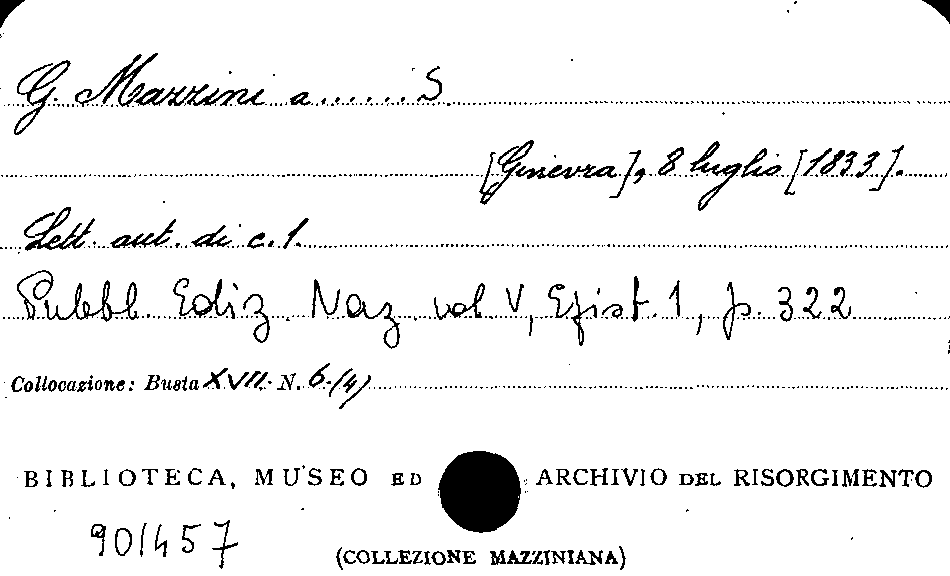 G. Mazzini a ...... S
[Ginevra], 8 luglio [1833].
Lett. aut. di c. 1.
Pubbl. Ediz. Naz. vol V, Epist. 1, p. 322
Collocazione: Busta XVII. N. 6-(4)
BIBLIOTECA, MUSEO ED ARCHIVIO DEL RISORGIMENTO
901457
(COLLEZIONE MAZZINIANA)